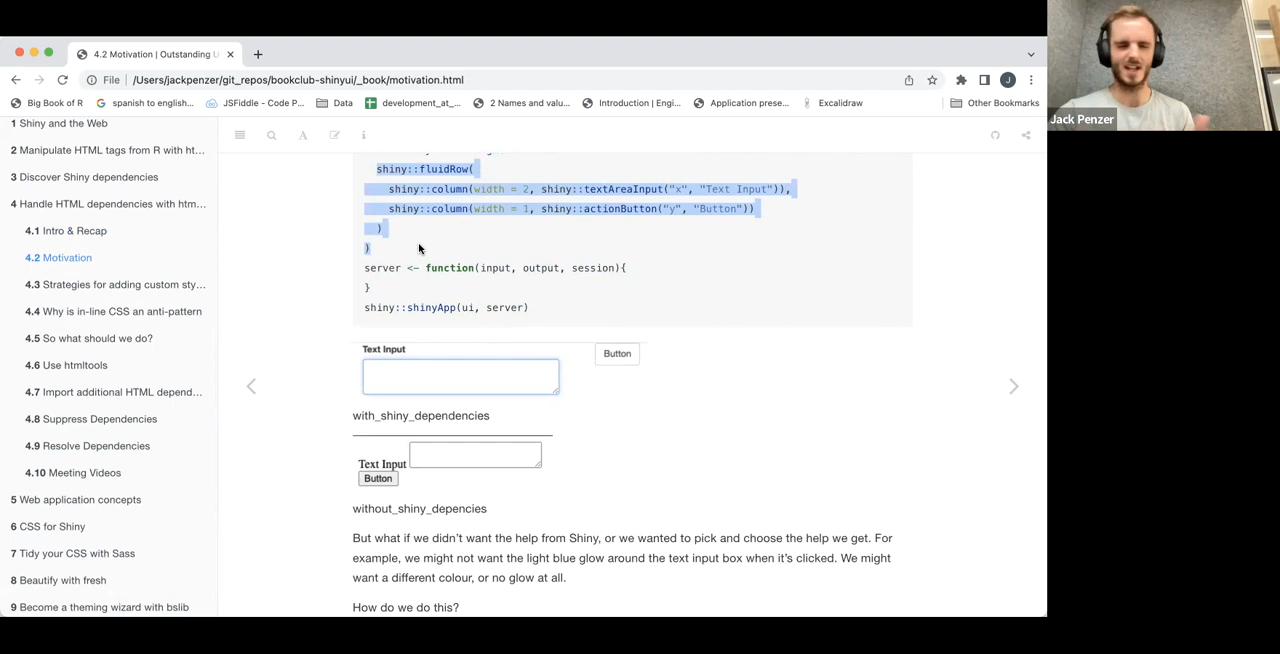 4.2 Motivation | Outstanding U
File
/Users/jackpenzer/git_repos/bookclub-shinyui/_book/motivation.html
J
Big Book of R
spanish to english...
JSFiddle - Code P...
Data
development_at_...
2 Names and valu...
Introduction | Engi...
Application prese...
Excalidraw
Other Bookmarks
Jack Penzer
1 Shiny and the Web
2 Manipulate HTML tags from R with ht...
3 Discover Shiny dependencies
4 Handle HTML dependencies with htm...
4.1 Intro & Recap
4.2 Motivation
4.3 Strategies for adding custom sty...
4.4 Why is in-line CSS an anti-pattern
4.5 So what should we do?
4.6 Use htmltools
4.7 Import additional HTML depend...
4.8 Suppress Dependencies
4.9 Resolve Dependencies
4.10 Meeting Videos
5 Web application concepts
6 CSS for Shiny
7 Tidy your CSS with Sass
8 Beautify with fresh
9 Become a theming wizard with bslib
shiny::fluidRow(
shiny::column(width = 2, shiny::textAreaInput("x", "Text Input")),
shiny::column(width = 1, shiny::actionButton("y", "Button"))
)
)
server <- function(input, output, session){
}
shiny::shinyApp(ui, server)
Text Input
Button
with_shiny_dependencies
Text Input
Button
without_shiny_depencies
But what if we didn't want the help from Shiny, or we wanted to pick and choose the help we get. For
example, we might not want the light blue glow around the text input box when it's clicked. We might
want a different colour, or no glow at all.
How do we do this?